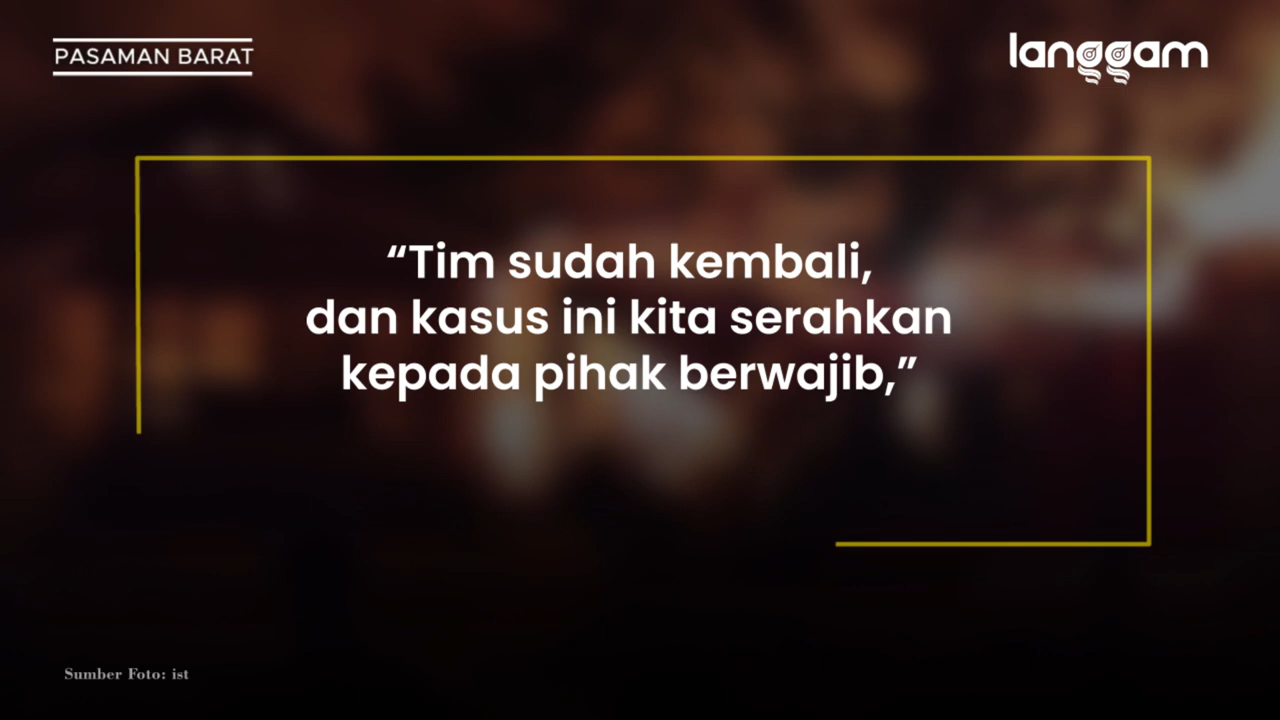 PASAMAN BARAT
langgam
“Tim sudah kembali,
dan kasus ini kita serahkan
kepada pihak berwajib,”
Sumber Foto: ist